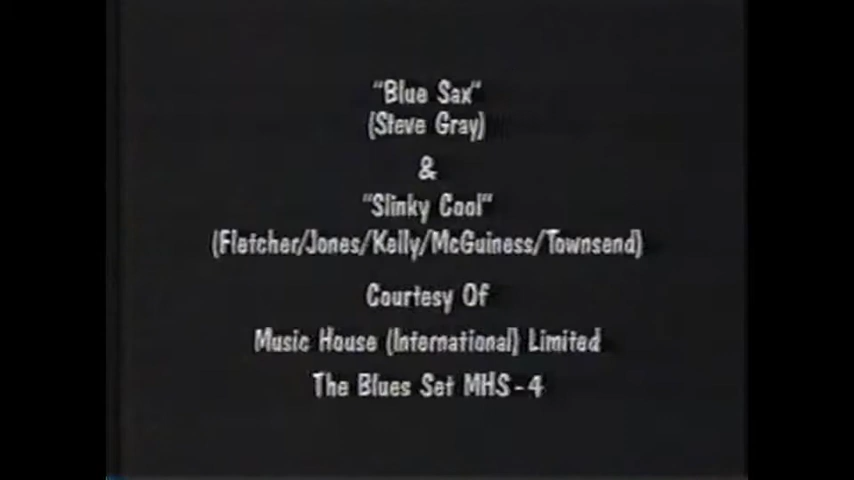 "Blue Sax"
(Steve Gray)
&
"Slinky Cool"
(Fletcher/Jones/Kelly/McGuiness/Townsend)
Courtesy Of
Music House (International) Limited
The Blues Set MHS - 4